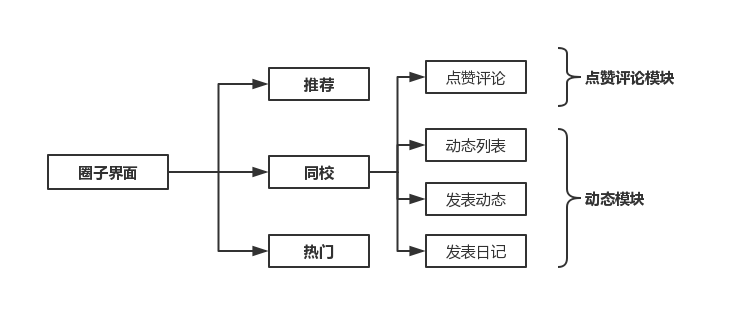 推荐
点赞评论
点赞评论模块
动态列表
圈子界面
同校
发表动态
动态模块
热门
发表日记